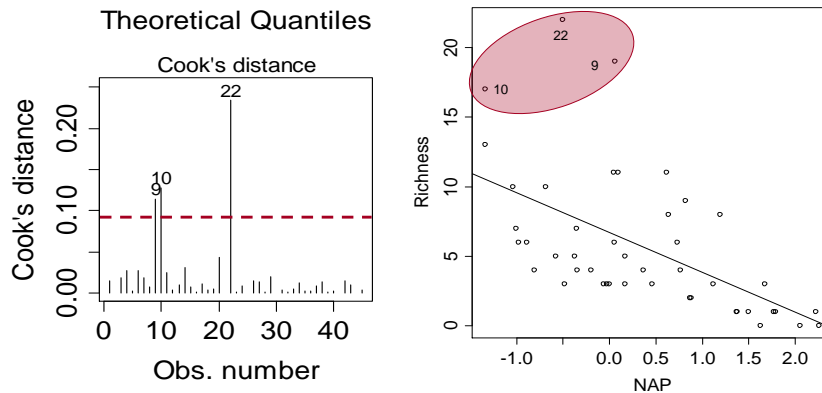 Theoretical Quantiles
Cook's distance
Cook's distance
0.20
0.10
0.00
22
10
9
0 10 20 30 40
Obs. number
Richness
20
15
10
5
0
22
9
10
-1.0 0.0 0.5 1.0 1.5 2.0
NAP